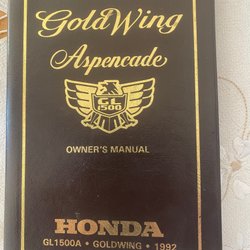 GoldWing
Aspencade
GL
1500
OWNER'S MANUAL
HONDA
GL1500A • GOLDWING • 1992